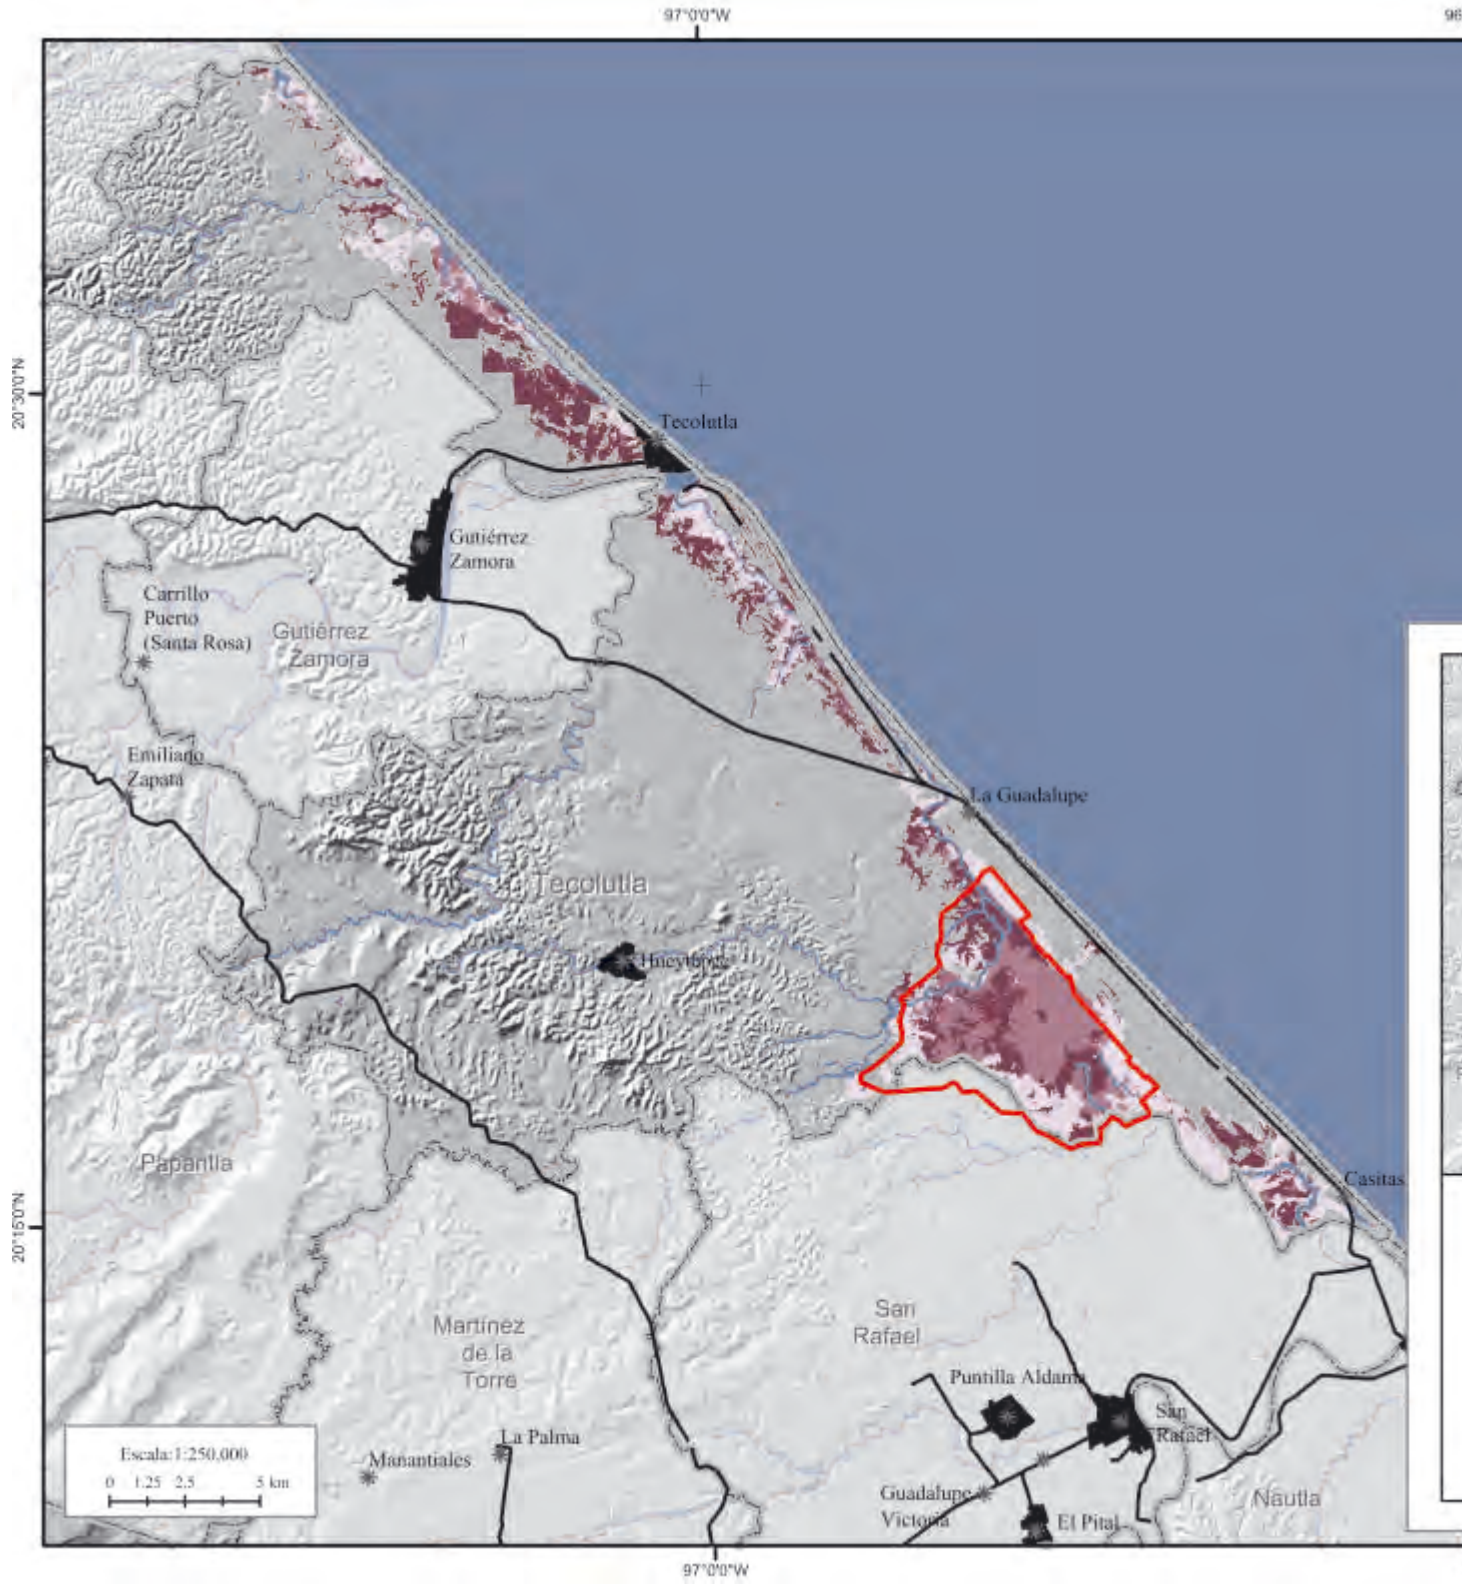 97°0'0"W
96
20°30'0"N
Tecolutla
Gutiérrez
Zamora
Carrillo
Puerto
(Santa Rosa)
Gutiérrez
Zamora
Emiliano
Zapata
La Guadalupe
Tecolutla
Hueytepec
Papantla
Casitas
20°15'0"N
San
Rafael
Martínez
de la
Torre
Puntilla Aldama
San
Rafael
La Palma
Manantiales
Guadalupe
Victoria
El Pital
Nautla
Escala:1:250,000
0 1.25 2.5 5 km
97°0'0"W